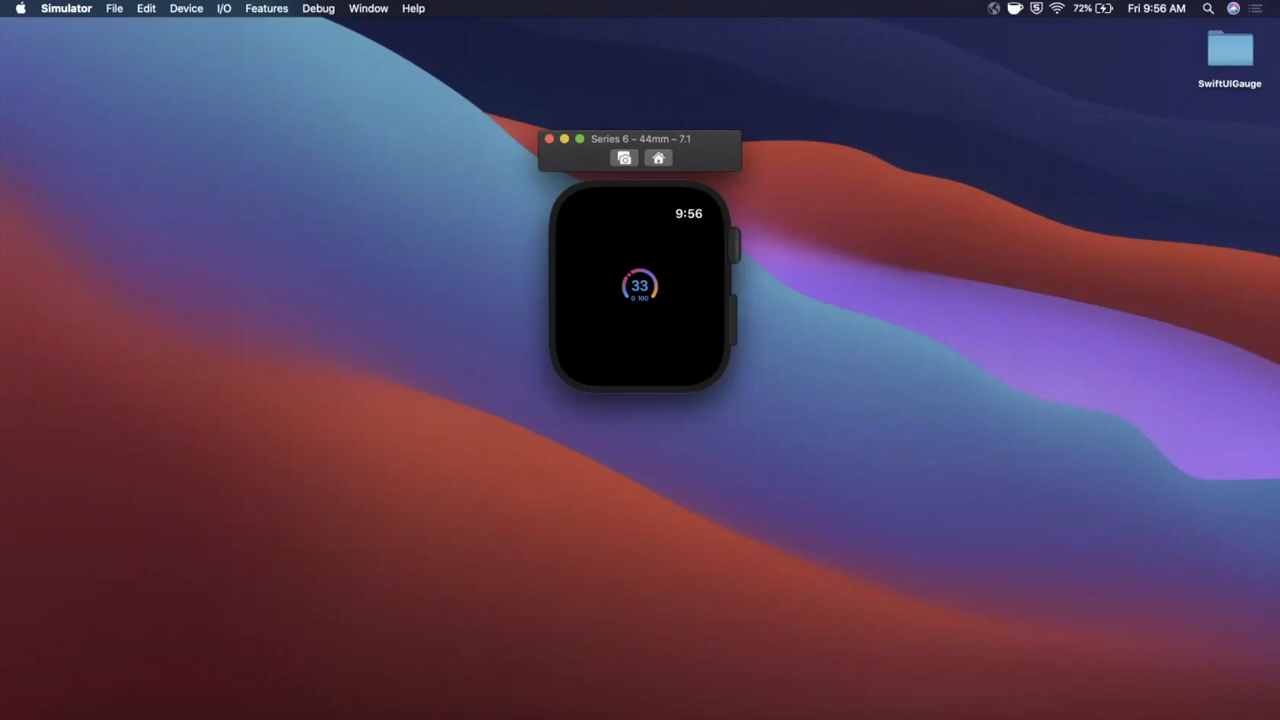 Simulator File Edit Device I/O Features Debug Window Help 72% Fri 9:56 AM
SwiftUIGauge
Series 6 – 44mm – 7.1
9:56
33
0 100